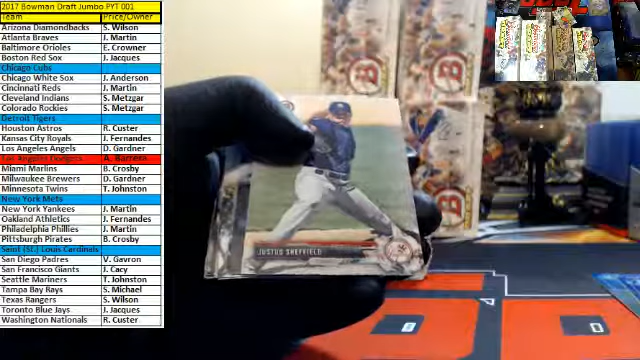 2017 Bowman Draft Jumbo PYT 001
Team Price/Owner
Arizona Diamondbacks S. Wilson
Atlanta Braves J. Martin
Baltimore Orioles E. Crowner
Boston Red Sox J. Jacques
Chicago Cubs
Chicago White Sox J. Anderson
Cincinnati Reds J. Martin
Cleveland Indians S. Metzgar
Colorado Rockies S. Metzgar
Detroit Tigers
Houston Astros R. Custer
Kansas City Royals J. Fernandes
Los Angeles Angels D. Gardner
Los Angeles Dodgers A. Barrera
Miami Marlins B. Crosby
Milwaukee Brewers D. Gardner
Minnesota Twins T. Johnston
New York Mets
New York Yankees J. Martin
Oakland Athletics J. Fernandes
Philadelphia Phillies J. Martin
Pittsburgh Pirates B. Crosby
Saint (St.) Louis Cardinals
San Diego Padres V. Gavron
San Francisco Giants J. Cacy
Seattle Mariners T. Johnston
Tampa Bay Rays S. Michael
Texas Rangers S. Wilson
Toronto Blue Jays J. Jacques
Washington Nationals R. Custer
JUSTUS SHEFFIELD